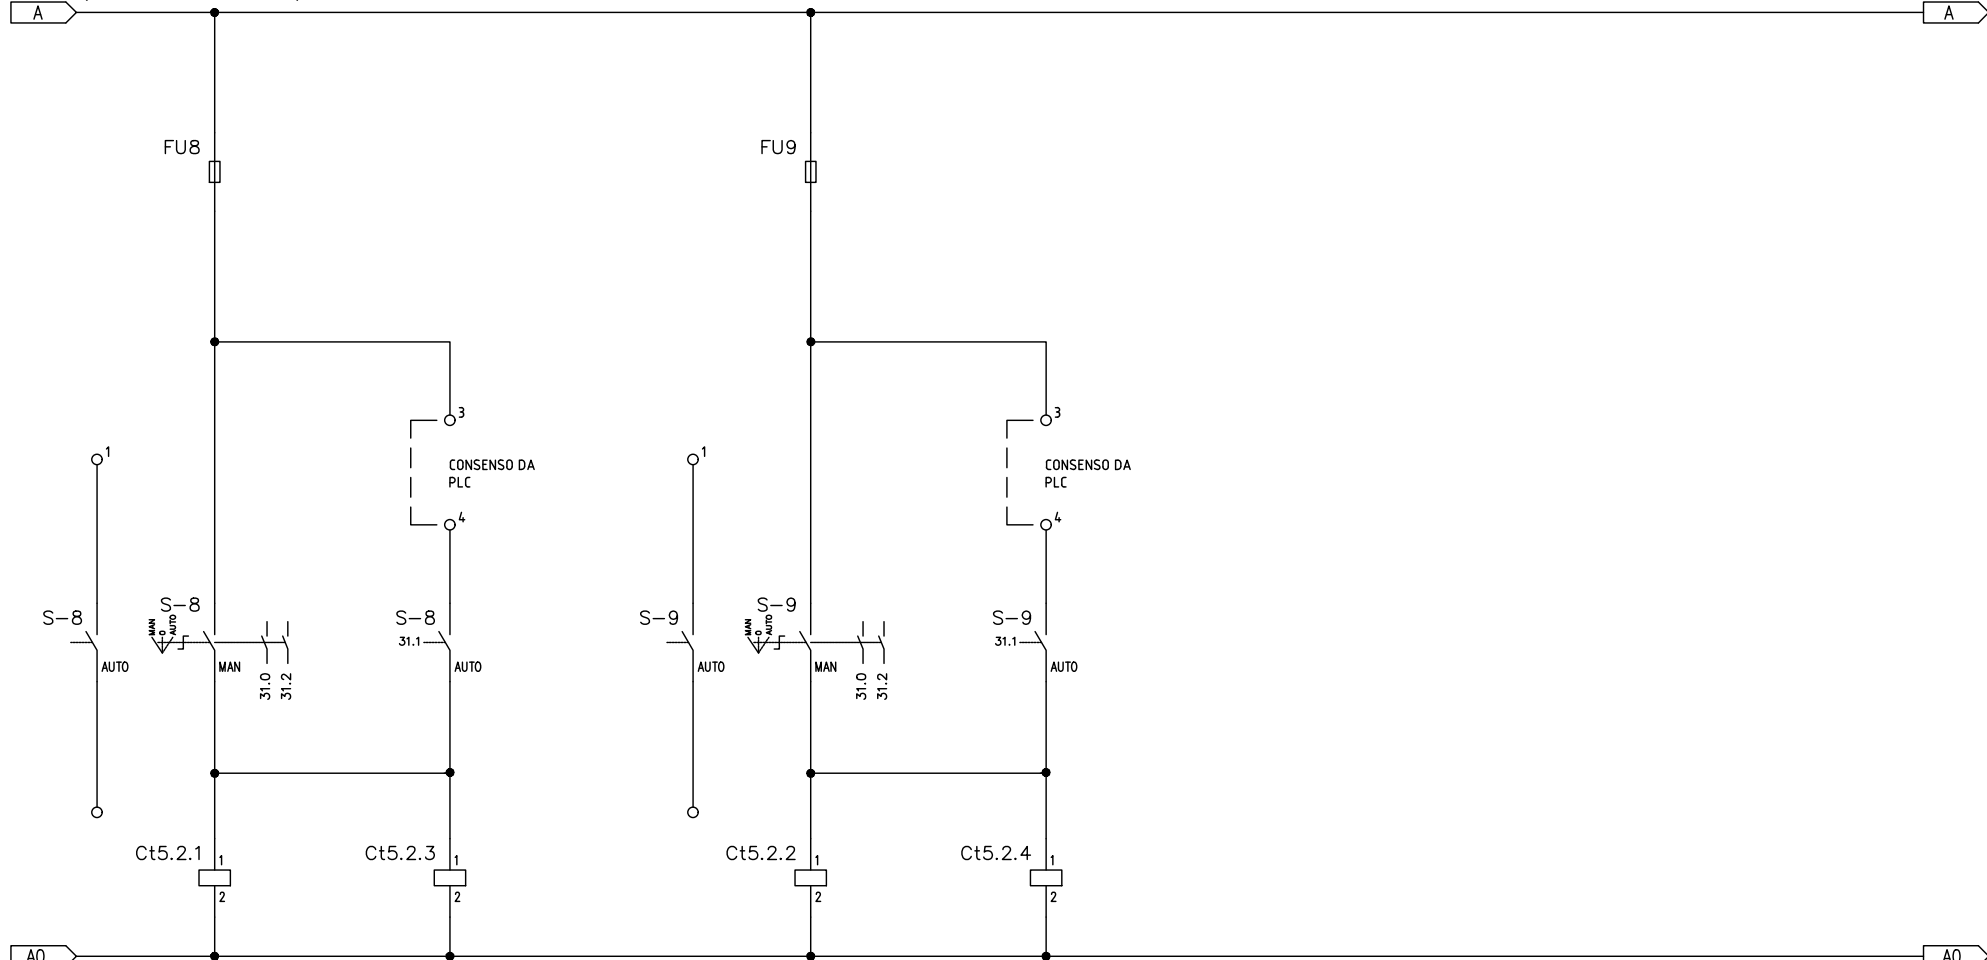 A
A
FU8
FU9
3
3
1
1
CONSENSO DA
PLC
CONSENSO DA
PLC
4
4
S-8
S-8
S-8
S-9
S-9
S-9
MAN
0
AUTO
MAN
0
AUTO
31.1
31.1
AUTO
MAN
AUTO
AUTO
MAN
AUTO
31.0
31.2
31.0
31.2
Ct5.2.1
1
2
Ct5.2.3
1
2
Ct5.2.2
1
2
Ct5.2.4
1
2
A0
A0